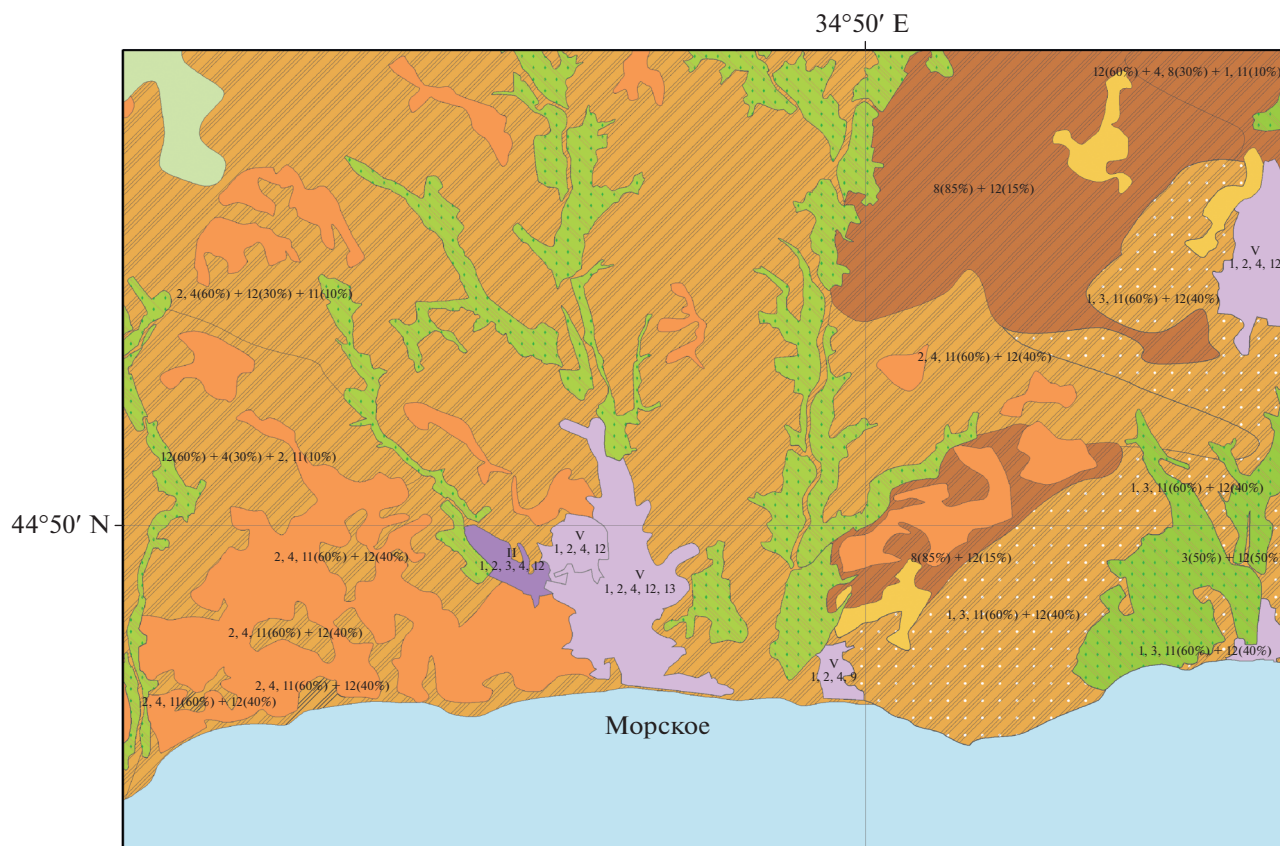 34°50′ E
12(60%) + 4, 8(30%) + 1, 11(10%)
8(85%) + 12(15%)
V
1, 2, 4, 12
2, 4(60%) + 12(30%) + 11(10%)
1, 3, 11(60%) + 12(40%)
2, 4, 11(60%) + 12(40%)
12(60%) + 4(30%) + 2, 11(10%)
1, 3, 11(60%) + 12(40%)
44°50′ N
V
1, 2, 4, 12
II
1, 2, 3, 4, 12
2, 4, 11(60%) + 12(40%)
8(85%) + 12(15%)
3(50%) + 12(50%
V
1, 2, 4, 12, 13
1, 3, 11(60%) + 12(40%)
2, 4, 11(60%) + 12(40%)
1, 3, 11(60%) + 12(40%)
V
1, 2, 4, 9
2, 4, 11(60%) + 12(40%)
2, 4, 11(60%) + 12(40%)
Морское